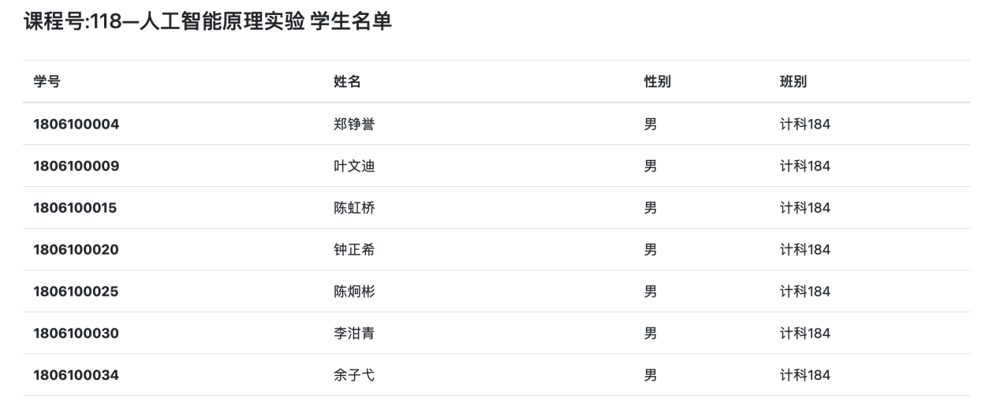 课程号:118—人工智能原理实验 学生名单
学号 姓名 性别 班别
1806100004 郑铮誉 男 计科184
1806100009 叶文迪 男 计科184
1806100015 陈虹桥 男 计科184
1806100020 钟正希 男 计科184
1806100025 陈炯彬 男 计科184
1806100030 李泔青 男 计科184
1806100034 余子弋 男 计科184